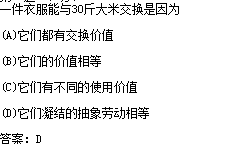 一件衣服能与30斤大米交换是因为
(A)它们都有交换价值
(B)它们的价值相等
(C)它们有不同的使用价值
(D)它们凝结的抽象劳动相等
答案：D